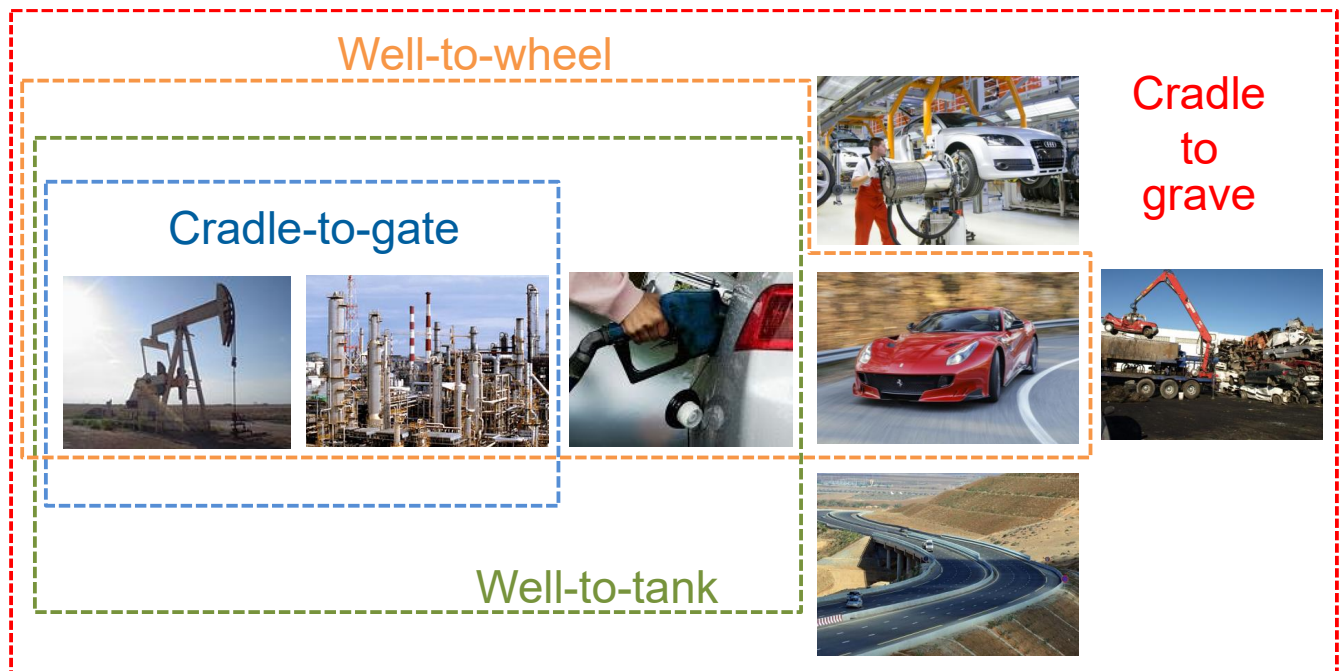 Well-to-wheel
Cradle
to
grave
Cradle-to-gate
Well-to-tank